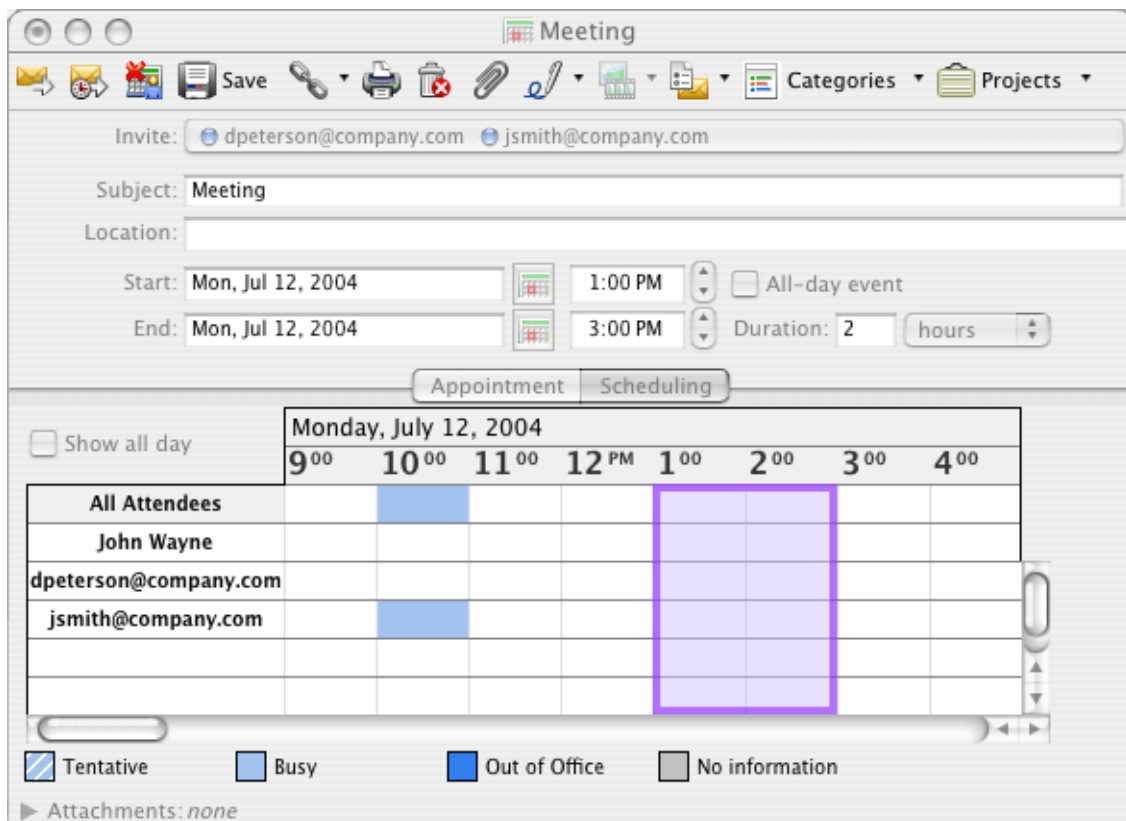 Meeting
Save Categories Projects
Invite: dpeterson@company.com jsmith@company.com
Subject: Meeting
Location:
Start: Mon, Jul 12, 2004 1:00 PM All-day event
End: Mon, Jul 12, 2004 3:00 PM Duration: 2 hours
Appointment Scheduling
Show all day Monday, July 12, 2004
9 00 10 00 11 00 12 PM 1 00 2 00 3 00 4 00
All Attendees
John Wayne
dpeterson@company.com
jsmith@company.com
Tentative Busy Out of Office No information
Attachments: none